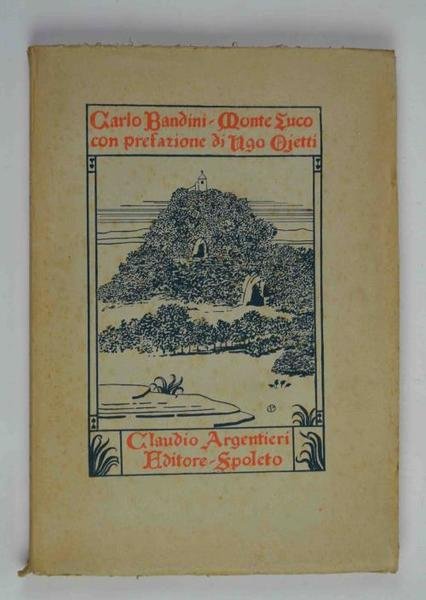 Carlo Bandini - Monte Luco
con prefazione di Ugo Ojetti
Claudio Argentieri
Editore - Spoleto